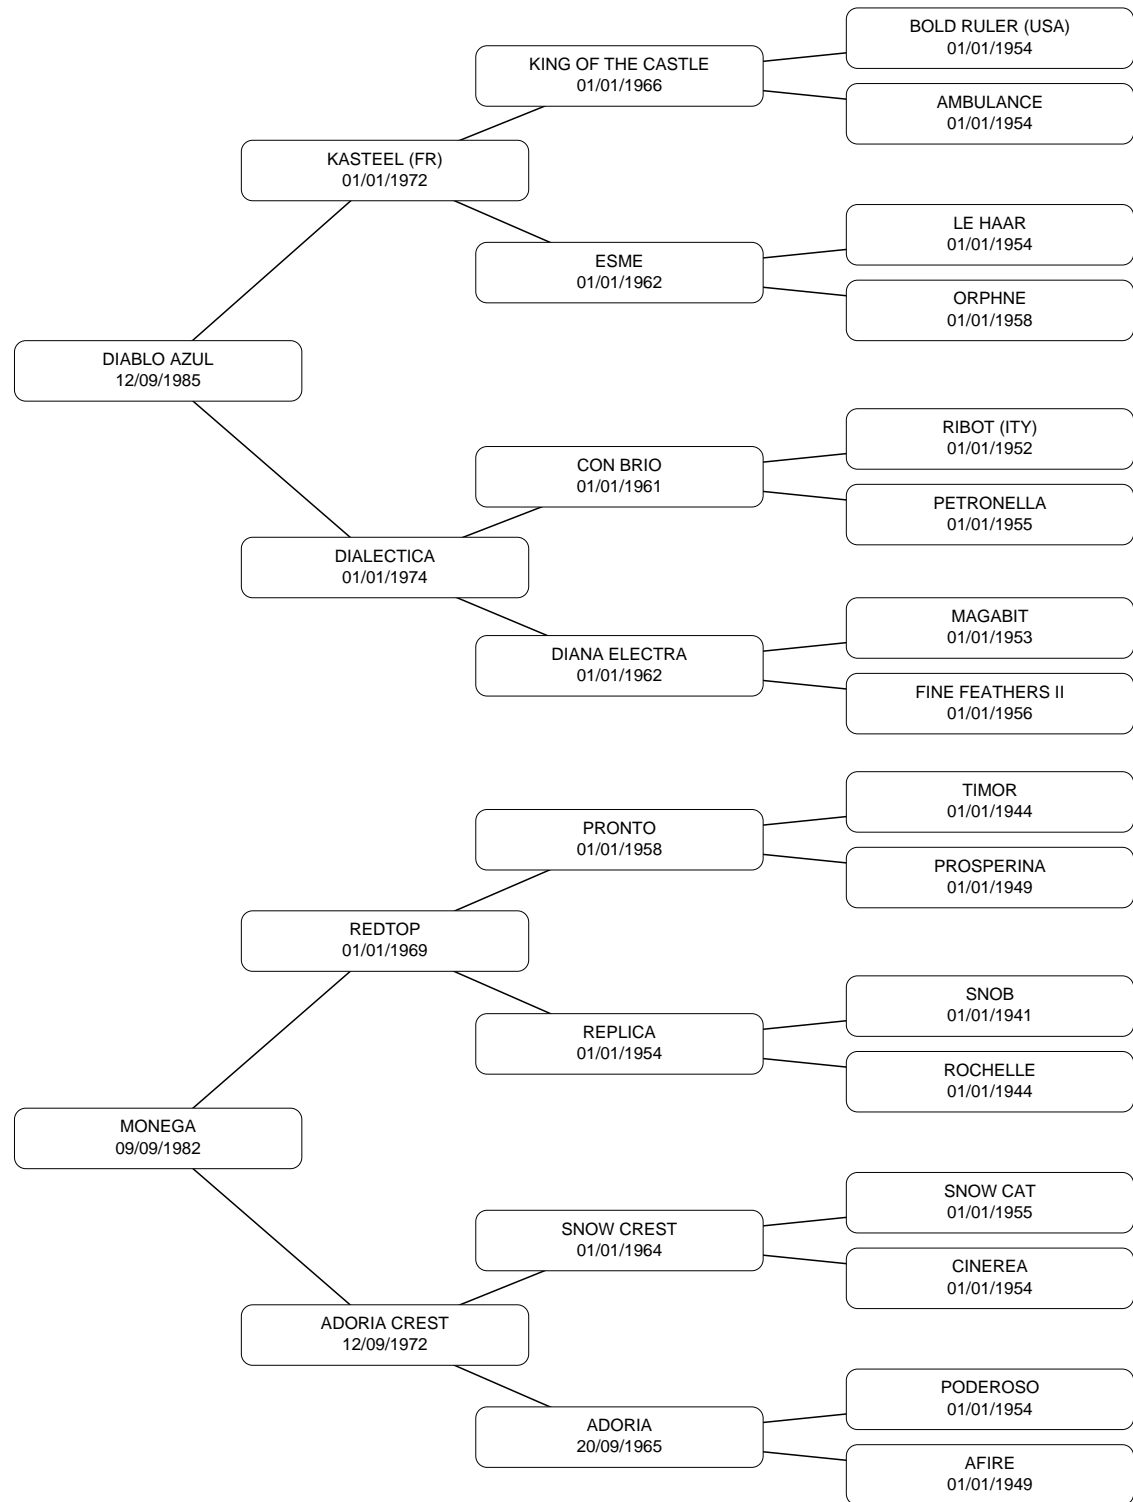 BOLD RULER (USA)
01/01/1954
KING OF THE CASTLE
01/01/1966
AMBULANCE
01/01/1954
KASTEEL (FR)
01/01/1972
LE HAAR
01/01/1954
ESME
01/01/1962
ORPHNE
01/01/1958
DIABLO AZUL
12/09/1985
RIBOT (ITY)
01/01/1952
CON BRIO
01/01/1961
PETRONELLA
01/01/1955
DIALECTICA
01/01/1974
MAGABIT
01/01/1953
DIANA ELECTRA
01/01/1962
FINE FEATHERS II
01/01/1956
TIMOR
01/01/1944
PRONTO
01/01/1958
PROSPERINA
01/01/1949
REDTOP
01/01/1969
SNOB
01/01/1941
REPLICA
01/01/1954
ROCHELLE
01/01/1944
MONEGA
09/09/1982
SNOW CAT
01/01/1955
SNOW CREST
01/01/1964
CINEREA
01/01/1954
ADORIA CREST
12/09/1972
PODEROSO
01/01/1954
ADORIA
20/09/1965
AFIRE
01/01/1949